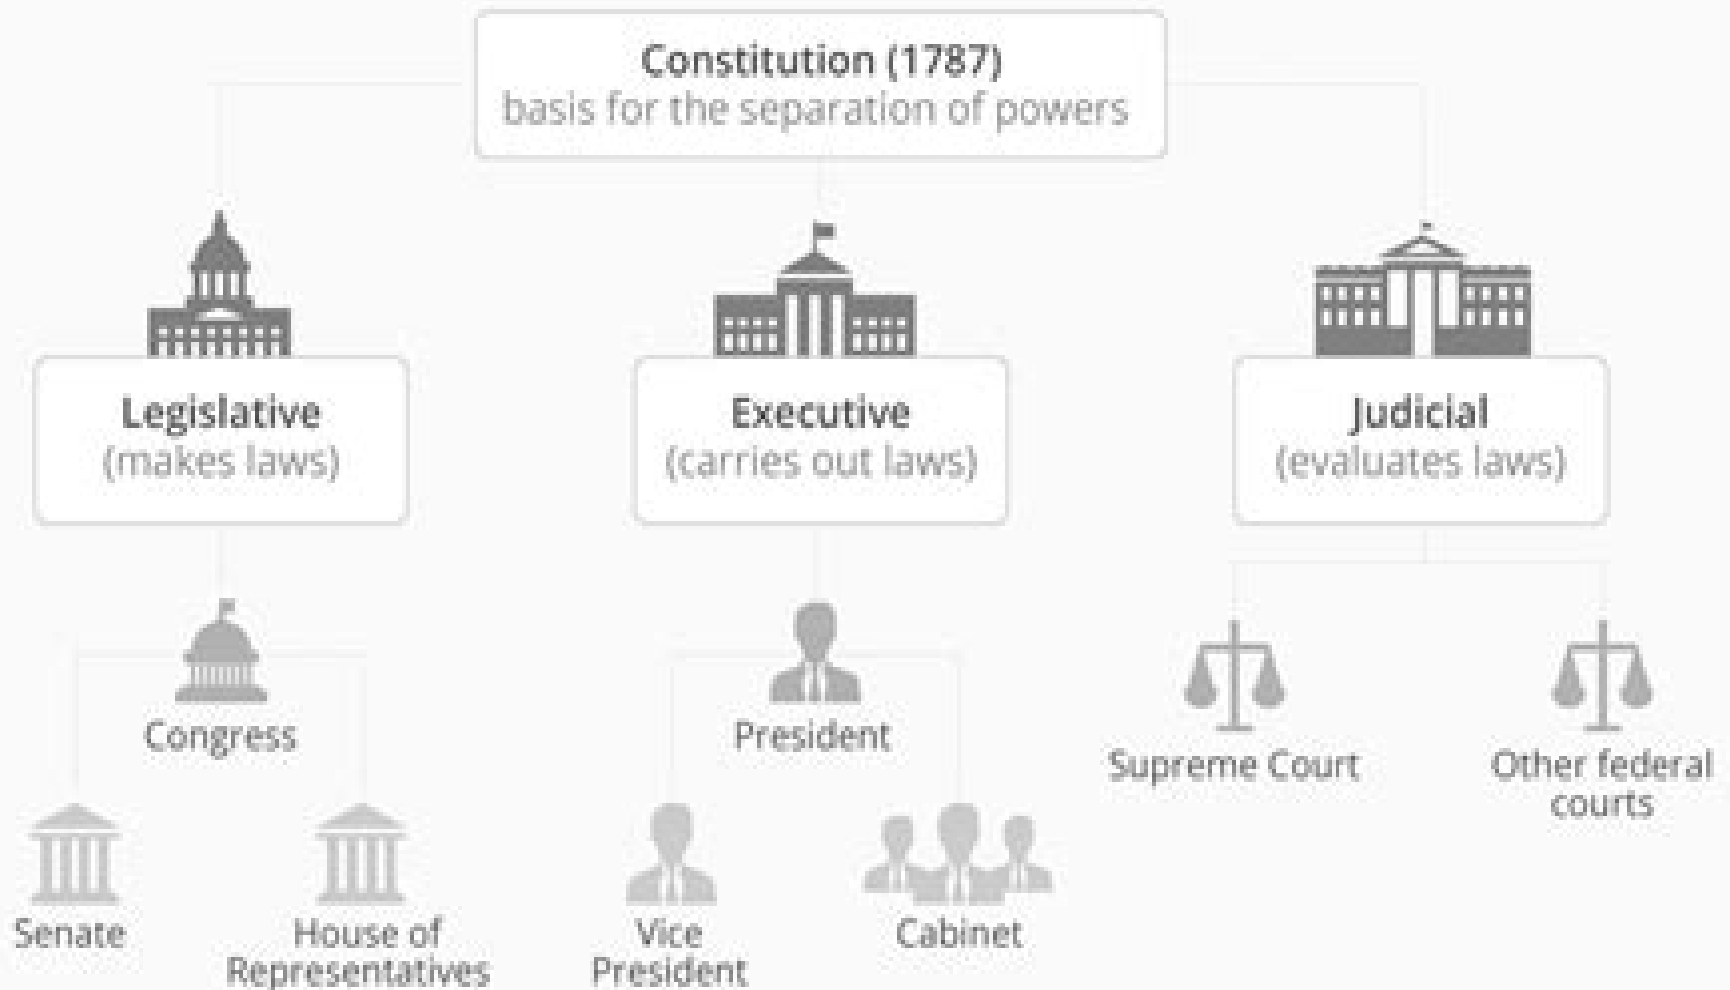 Constitution (1787)
basis for the separation of powers
Legislative
(makes laws)
Executive
(carries out laws)
Judicial
(evaluates laws)
Congress
President
Supreme Court
Other federal
courts
Senate
House of
Representatives
Vice
President
Cabinet